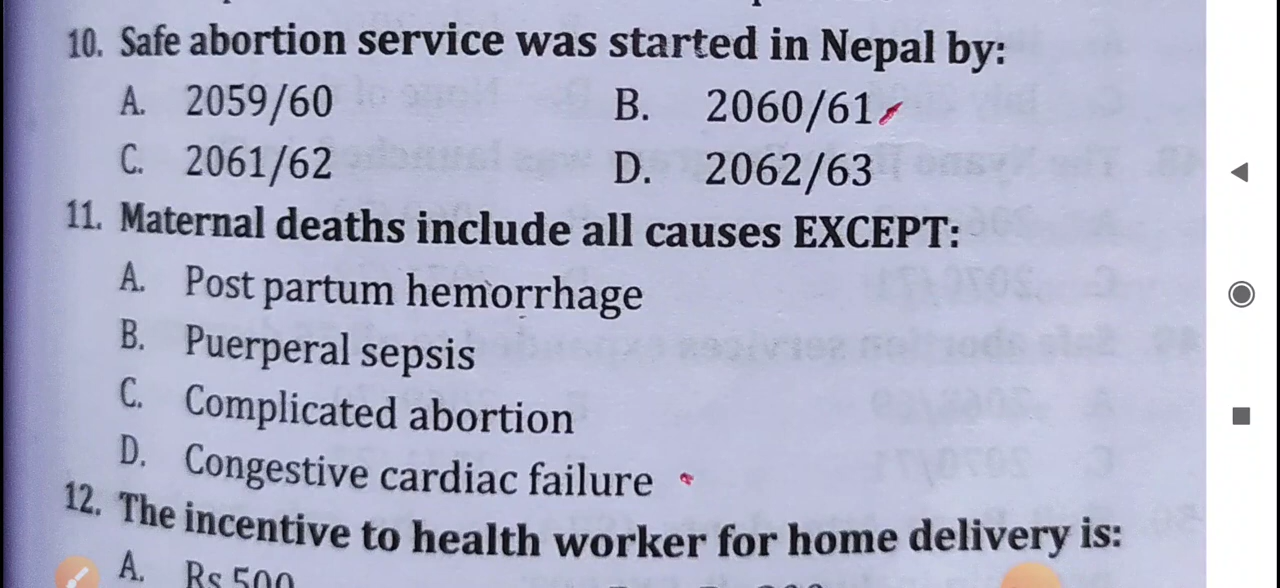 10. Safe abortion service was started in Nepal by:
A. 2059/60 B. 2060/61
C. 2061/62 D. 2062/63
11. Maternal deaths include all causes EXCEPT:
A. Post partum hemorrhage
B. Puerperal sepsis
C. Complicated abortion
D. Congestive cardiac failure
12. The incentive to health worker for home delivery is:
A. Rs 500